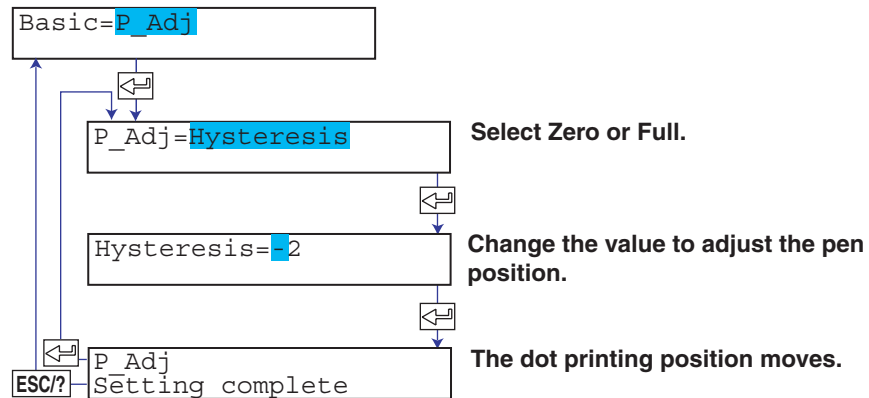 Basic=P_Adj
P_Adj=Hysteresis
Select Zero or Full.
Hysteresis=-2
Change the value to adjust the pen
position.
P_Adj
Setting complete
The dot printing position moves.
ESC/?